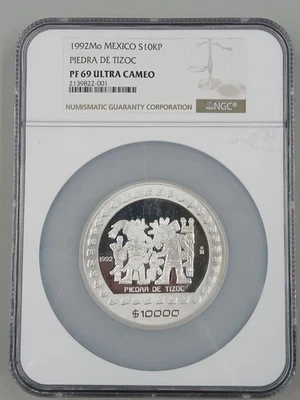 1992Mo MEXICO S10KP
PIEDRA DE TIZOC
PF 69 ULTRA CAMEO
2139822-001
NUMISMATIC GUARANTY CORPORATION
NGC®
1992
PIEDRA DE TIZOC
$10000